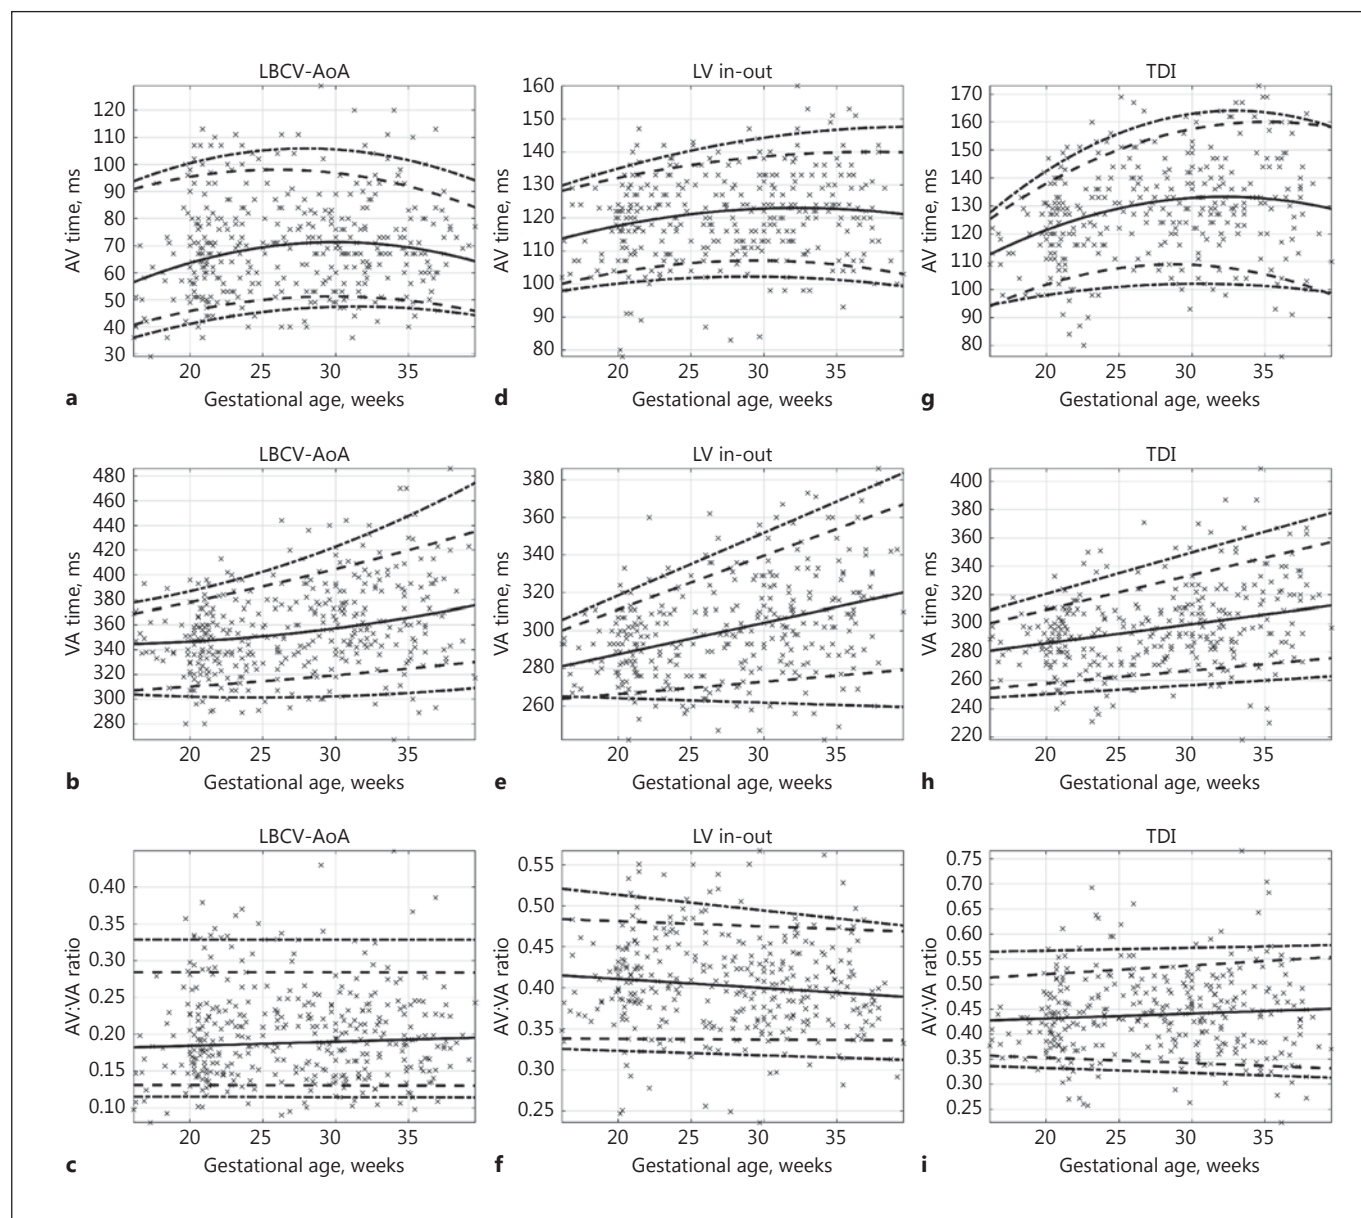 LBCV-AoA
LV in-out
TDI
AV time, ms
120
110
100
90
80
70
60
50
40
30
20 25 30 35
Gestational age, weeks
a
AV time, ms
160
150
140
130
120
110
100
90
80
20 25 30 35
Gestational age, weeks
d
AV time, ms
170
160
150
140
130
120
110
100
90
80
20 25 30 35
Gestational age, weeks
g
LBCV-AoA
LV in-out
TDI
VA time, ms
480
460
440
420
400
380
360
340
320
300
280
20 25 30 35
Gestational age, weeks
b
VA time, ms
380
360
340
320
300
280
260
20 25 30 35
Gestational age, weeks
e
VA time, ms
400
380
360
340
320
300
280
260
240
220
20 25 30 35
Gestational age, weeks
h
LBCV-AoA
LV in-out
TDI
AV:VA ratio
0.40
0.35
0.30
0.25
0.20
0.15
0.10
20 25 30 35
Gestational age, weeks
c
AV:VA ratio
0.55
0.50
0.45
0.40
0.35
0.30
0.25
20 25 30 35
Gestational age, weeks
f
AV:VA ratio
0.75
0.70
0.65
0.60
0.55
0.50
0.45
0.40
0.35
0.30
0.25
20 25 30 35
Gestational age, weeks
i